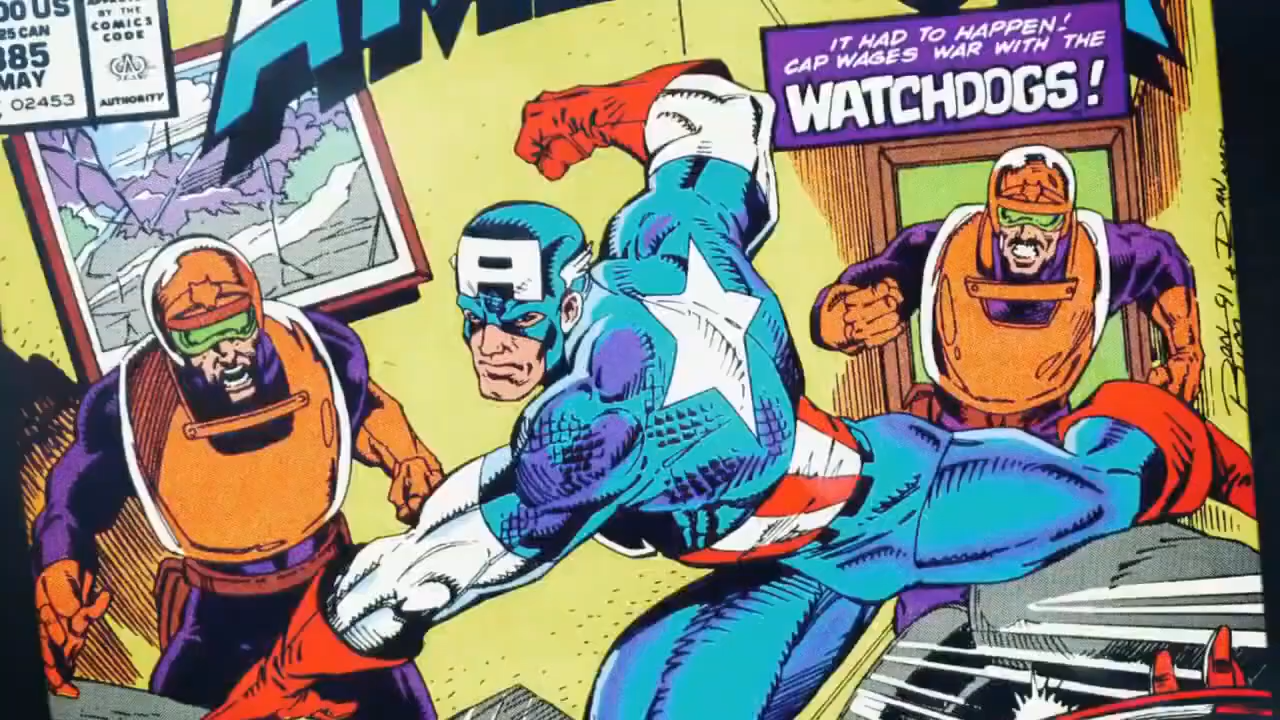 00 US
25 CAN
385
MAY
02453
BY THE
COMICS
CODE
AUTHORITY
IT HAD TO HAPPEN!
CAP WAGES WAR WITH THE
WATCHDOGS!
A